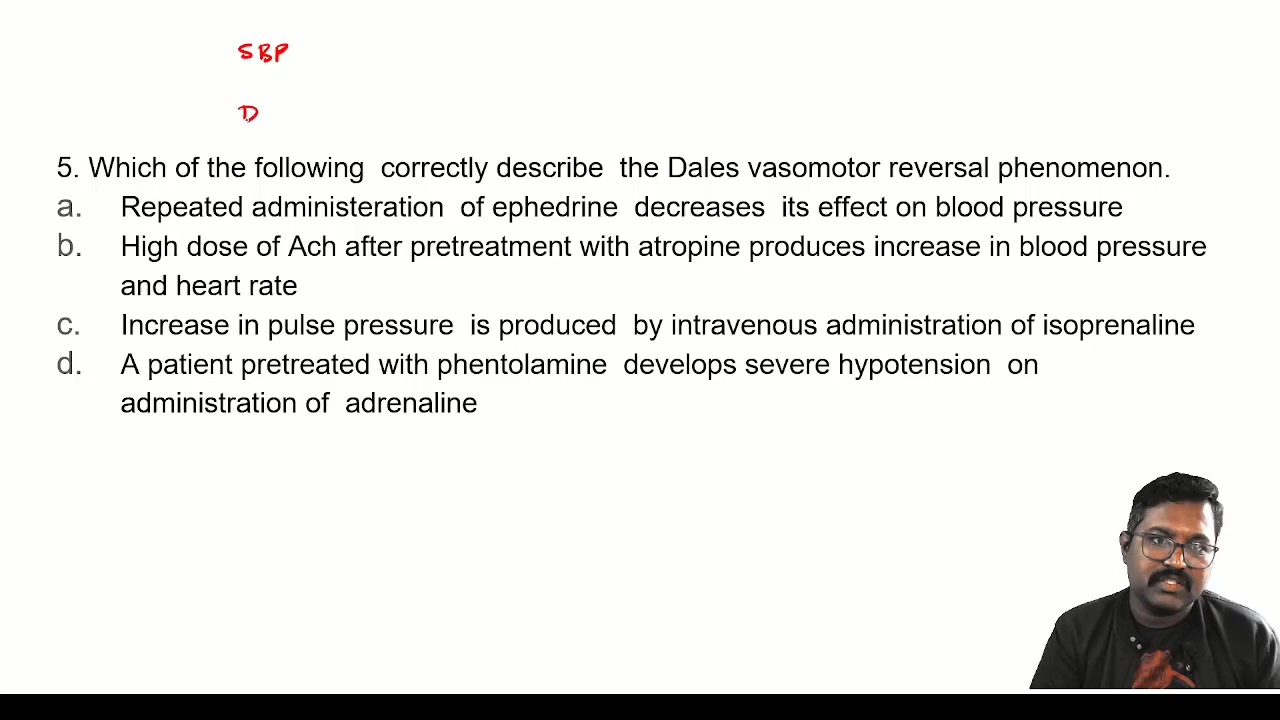 SBP
D
5. Which of the following correctly describe the Dales vasomotor reversal phenomenon.
a. Repeated administeration of ephedrine decreases its effect on blood pressure
b. High dose of Ach after pretreatment with atropine produces increase in blood pressure
and heart rate
c. Increase in pulse pressure is produced by intravenous administration of isoprenaline
d. A patient pretreated with phentolamine develops severe hypotension on
administration of adrenaline